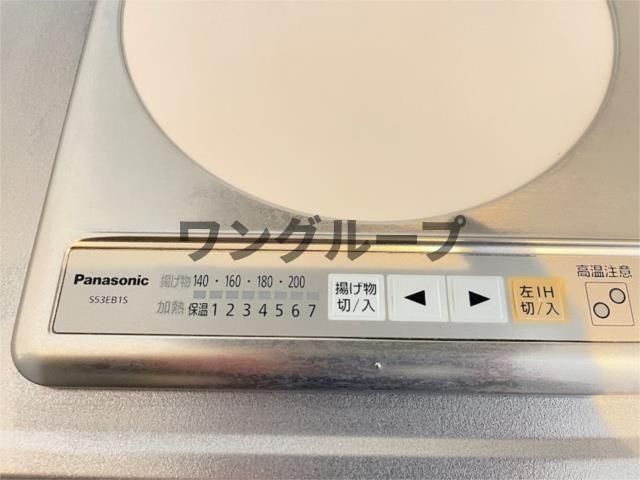 ワングループ
高温注意
Panasonic
SS3EB1S
揚げ物 140・160・180・200
加熱 保温 1 2 3 4 5 6 7
揚げ物
切/入
◀
▶
左IH
切/入